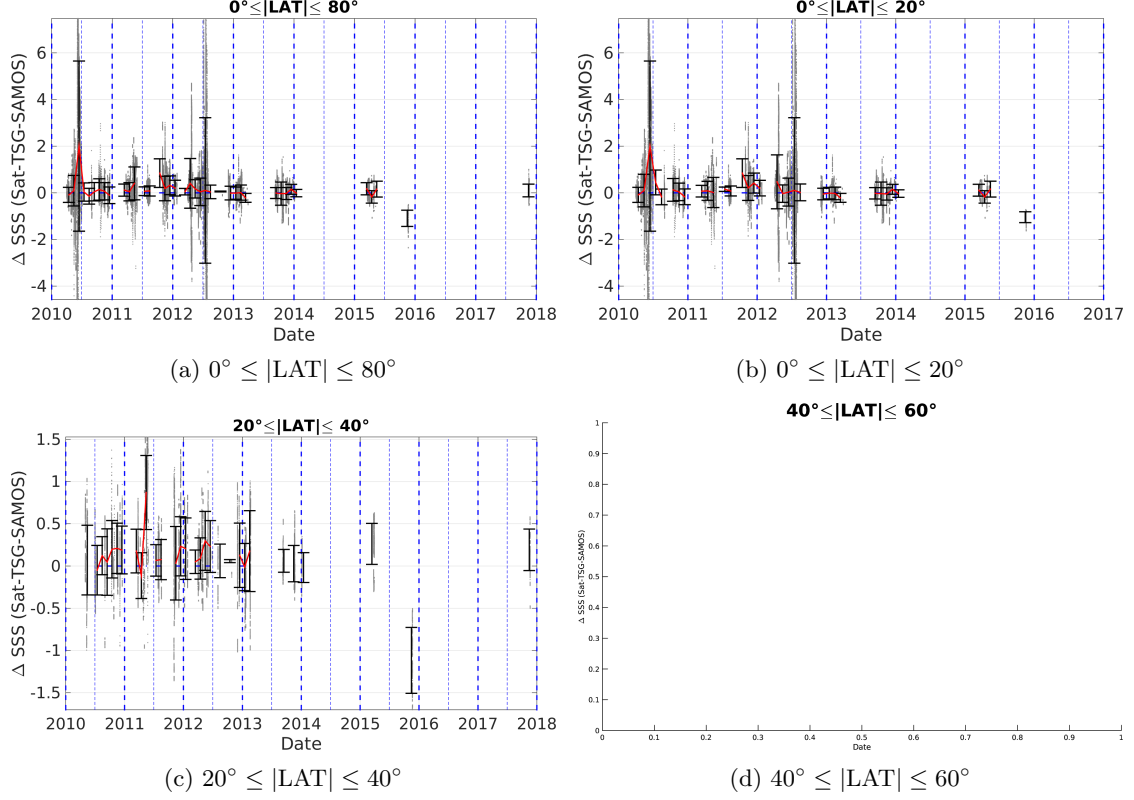 0°≤|LAT|≤ 80°
Δ SSS (Sat-TSG-SAMOS)
6
4
2
0
-2
-4
2010 2011 2012 2013 2014 2015 2016 2017 2018
Date
(a) 0° ≤ |LAT| ≤ 80°
0°≤|LAT|≤ 20°
Δ SSS (Sat-TSG-SAMOS)
6
4
2
0
-2
-4
2010 2011 2012 2013 2014 2015 2016 2017
Date
(b) 0° ≤ |LAT| ≤ 20°
20°≤|LAT|≤ 40°
Δ SSS (Sat-TSG-SAMOS)
1.5
1
0.5
0
-0.5
-1
-1.5
2010 2011 2012 2013 2014 2015 2016 2017 2018
Date
(c) 20° ≤ |LAT| ≤ 40°
40°≤|LAT|≤ 60°
Δ SSS (Sat-TSG-SAMOS)
1
0.9
0.8
0.7
0.6
0.5
0.4
0.3
0.2
0.1
0
0 0.1 0.2 0.3 0.4 0.5 0.6 0.7 0.8 0.9 1
Date
(d) 40° ≤ |LAT| ≤ 60°